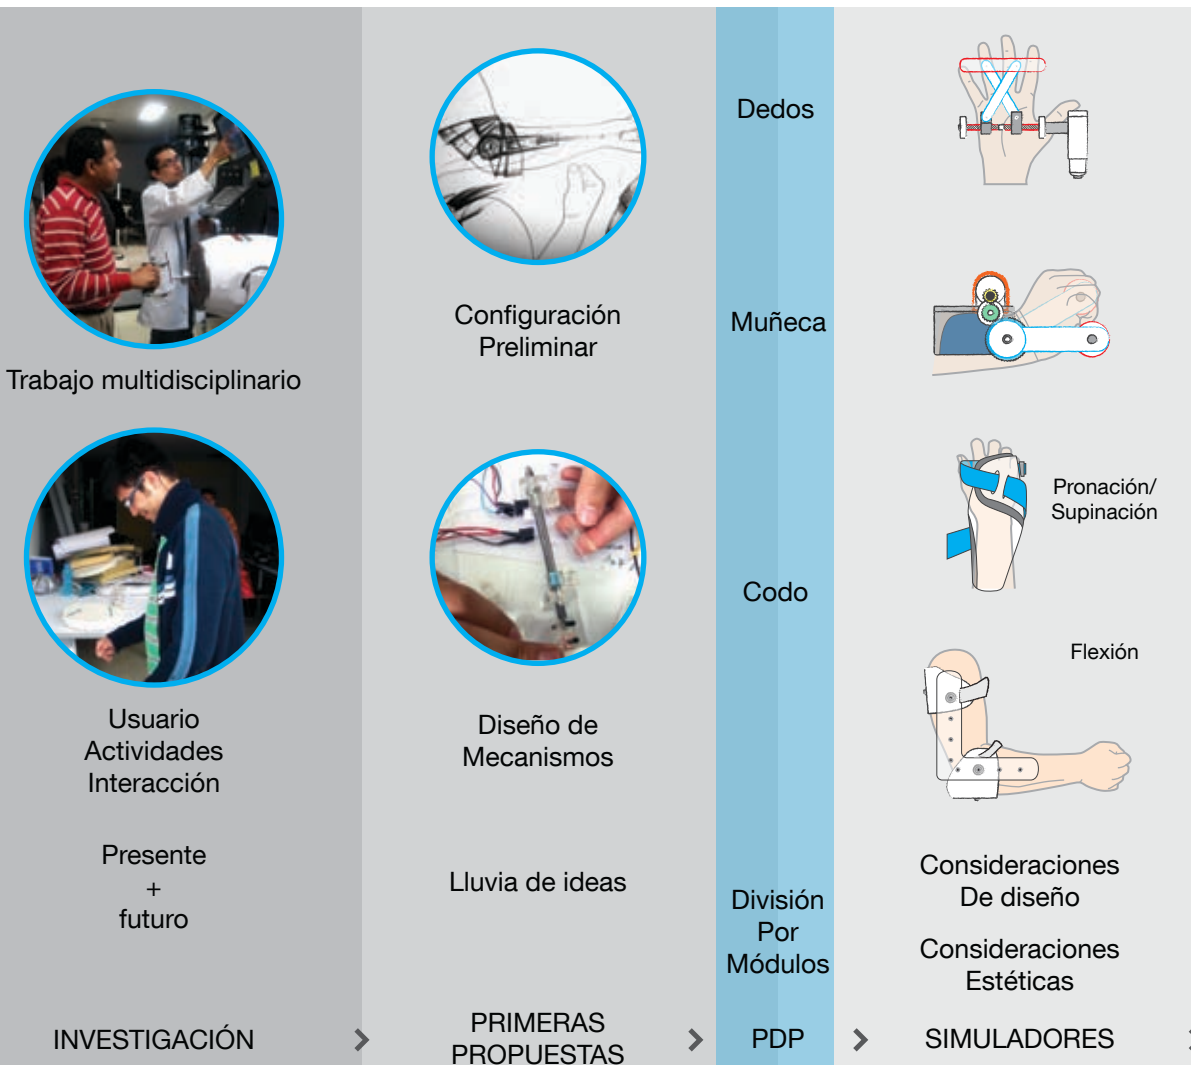 Trabajo multidisciplinario
Usuario
Actividades
Interacción
Presente
+
futuro
INVESTIGACIÓN
Configuración
Preliminar
Diseño de
Mecanismos
Lluvia de ideas
PRIMERAS
PROPUESTAS
Dedos
Muñeca
Codo
División
Por
Módulos
PDP
Pronación/
Supinación
Flexión
Consideraciones
De diseño
Consideraciones
Estéticas
SIMULADORES